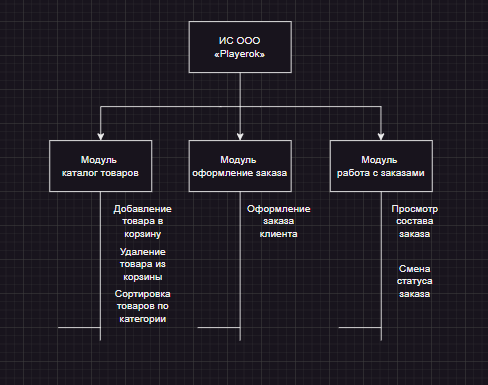 ИС ООО
«Playerok»
Модуль
каталог товаров
Модуль
оформление заказа
Модуль
работа с заказами
Добавление
товара в
корзину
Удаление
товара из
корзины
Сортировка
товаров по
категории
Оформление
заказа
клиента
Просмотр
состава
заказа
Смена
статуса
заказа